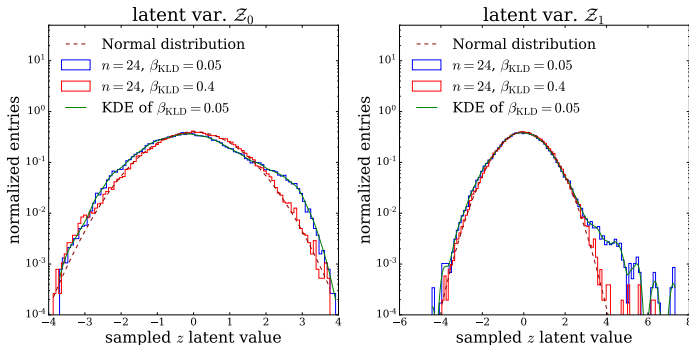 latent var. 𝒵₀
normalized entries
10¹
10⁰
10⁻¹
10⁻²
10⁻³
10⁻⁴
Normal distribution
n = 24, β_KLD = 0.05
n = 24, β_KLD = 0.4
KDE of β_KLD = 0.05
−4 −3 −2 −1 0 1 2 3 4
sampled z latent value
latent var. 𝒵₁
normalized entries
10¹
10⁰
10⁻¹
10⁻²
10⁻³
10⁻⁴
Normal distribution
n = 24, β_KLD = 0.05
n = 24, β_KLD = 0.4
KDE of β_KLD = 0.05
−6 −4 −2 0 2 4 6 8
sampled z latent value